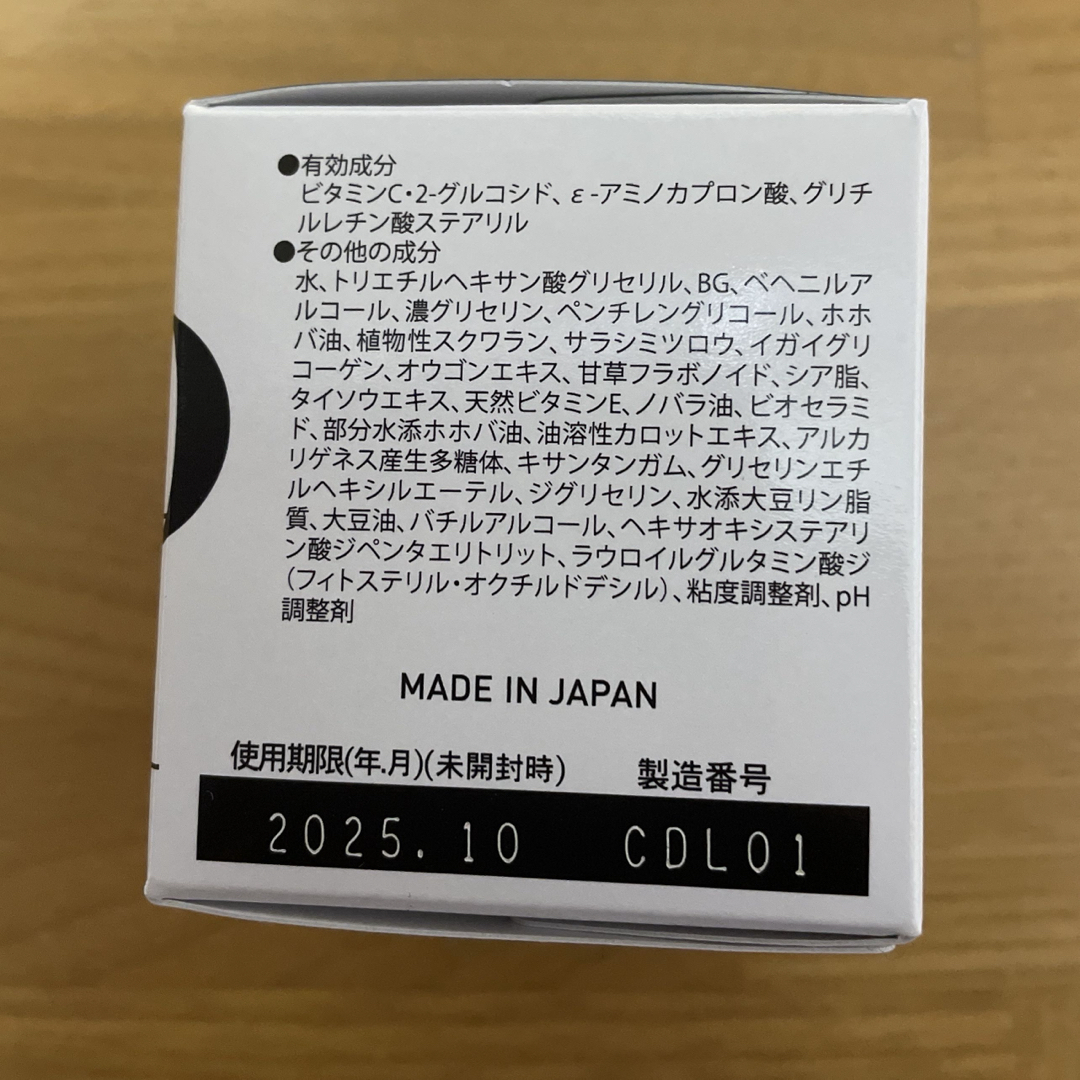 ●有効成分
ビタミンC・2-グルコシド、ε-アミノカプロン酸、グリチ
ルレチン酸ステアリル
●その他の成分
水、トリエチルヘキサン酸グリセリル、BG、ベヘニルア
ルコール、濃グリセリン、ペンチレングリコール、ホホ
バ油、植物性スクワラン、サラシミツロウ、イガイグリ
コーゲン、オウゴンエキス、甘草フラボノイド、シア脂、
タイソウエキス、天然ビタミンE、ノバラ油、ビオセラミ
ド、部分水添ホホバ油、油溶性カロットエキス、アルカ
リゲネス産生多糖体、キサンタンガム、グリセリンエチ
ルヘキシルエーテル、ジグリセリン、水添大豆リン脂
質、大豆油、バチルアルコール、ヘキサオキシステアリ
ン酸ジペンタエリトリット、ラウロイルグルタミン酸ジ
（フィトステリル・オクチルドデシル）、粘度調整剤、pH
調整剤
MADE IN JAPAN
使用期限(年.月)(未開封時) 製造番号
2025.10 CDL01